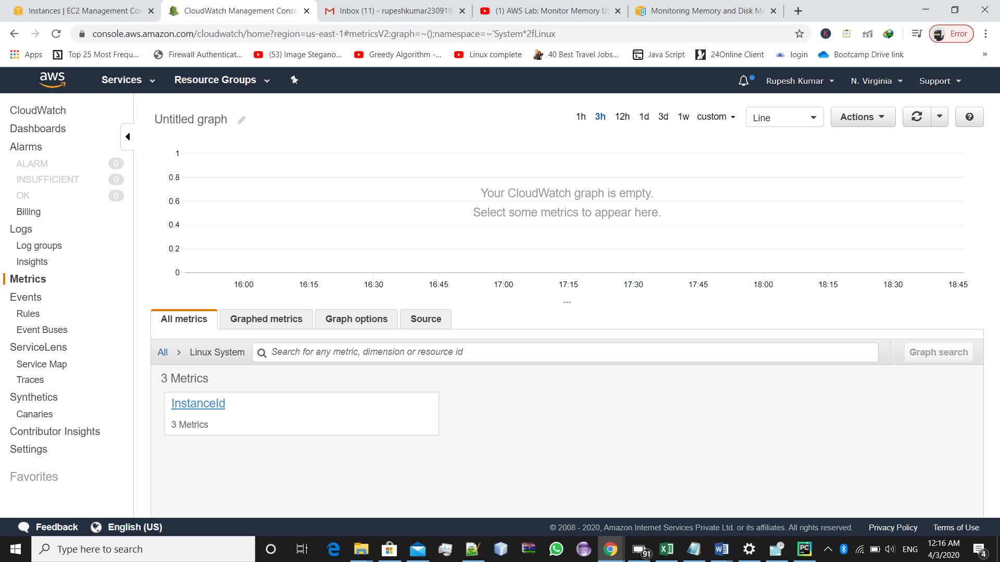 Instances | EC2 Management Con
CloudWatch Management Conso
Inbox (11) - rupeshkumar230919
(1) AWS Lab: Monitor Memory Ut
Monitoring Memory and Disk Me
console.aws.amazon.com/cloudwatch/home?region=us-east-1#metricsV2:graph=~();namespace=~'System*2fLinux
K
Error
Apps
Top 25 Most Frequ...
Firewall Authenticat...
(53) Image Stegano...
Greedy Algorithm -...
Linux complete
40 Best Travel Jobs...
Java Script
24Online Client
login
Bootcamp Drive link
»
aws
Services
Resource Groups
Rupesh Kumar
N. Virginia
Support
CloudWatch
Dashboards
Alarms
ALARM 0
INSUFFICIENT 0
OK 0
Billing
Logs
Log groups
Insights
Metrics
Events
Rules
Event Buses
ServiceLens
Service Map
Traces
Synthetics
Canaries
Contributor Insights
Settings
Favorites
Untitled graph
1h 3h 12h 1d 3d 1w custom
Line
Actions
?
1
0.8
0.6
0.4
0.2
0
Your CloudWatch graph is empty.
Select some metrics to appear here.
16:00 16:15 16:30 16:45 17:00 17:15 17:30 17:45 18:00 18:15 18:30 18:45
---
All metrics
Graphed metrics
Graph options
Source
All > Linux System
Search for any metric, dimension or resource id
Graph search
3 Metrics
InstanceId
3 Metrics
Feedback
English (US)
© 2008 - 2020, Amazon Internet Services Private Ltd. or its affiliates. All rights reserved.
Privacy Policy
Terms of Use
Type here to search
91
PC
ENG
12:16 AM
4/3/2020
4